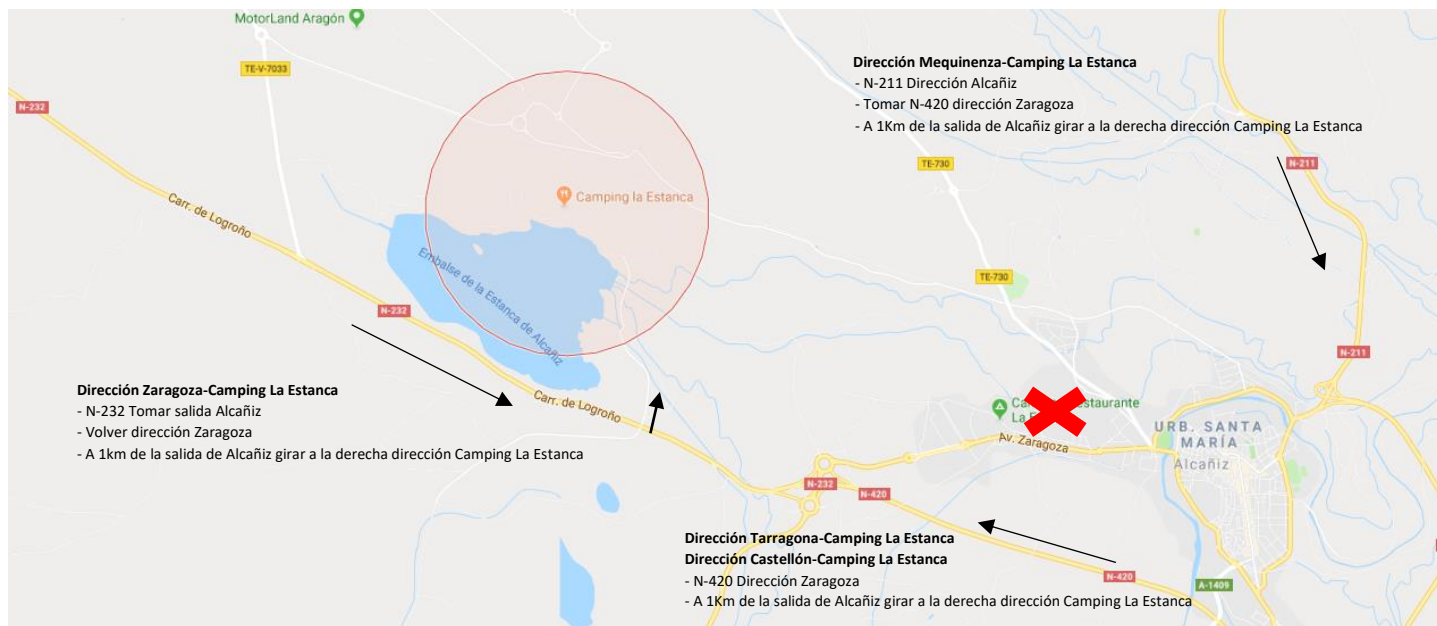 MotorLand Aragón
TE-V-7033
N-232
Dirección Mequinenza-Camping La Estanca
- N-211 Dirección Alcañiz
- Tomar N-420 dirección Zaragoza
- A 1Km de la salida de Alcañiz girar a la derecha dirección Camping La Estanca
N-211
TE-730
Camping la Estanca
Carr. de Logroño
Embalse de la Estanca de Alcañiz
TE-730
N-232
N-211
Dirección Zaragoza-Camping La Estanca
- N-232 Tomar salida Alcañiz
- Volver dirección Zaragoza
- A 1km de la salida de Alcañiz girar a la derecha dirección Camping La Estanca
Carr. de Logroño
estaurante
La
Av. Zaragoza
URB. SANTA
MARÍA
Alcañiz
N-232
N-420
Dirección Tarragona-Camping La Estanca
Dirección Castellón-Camping La Estanca
- N-420 Dirección Zaragoza
- A 1Km de la salida de Alcañiz girar a la derecha dirección Camping La Estanca
N-420
A-1409